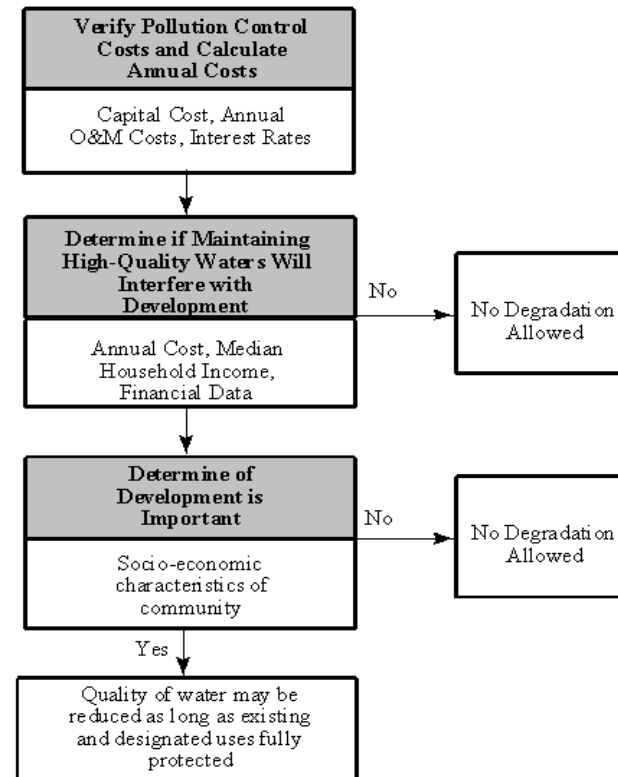 Verify Pollution Control
Costs and Calculate
Annual Costs
Capital Cost, Annual
O&M Costs, Interest Rates
Determine if Maintaining
High-Quality Waters Will
Interfere with
Development
No
No Degradation
Allowed
Annual Cost, Median
Household Income,
Financial Data
Determine of
Development is
Important
No
No Degradation
Allowed
Socio-economic
characteristics of
community
Yes
Quality of water may be
reduced as long as existing
and designated uses fully
protected